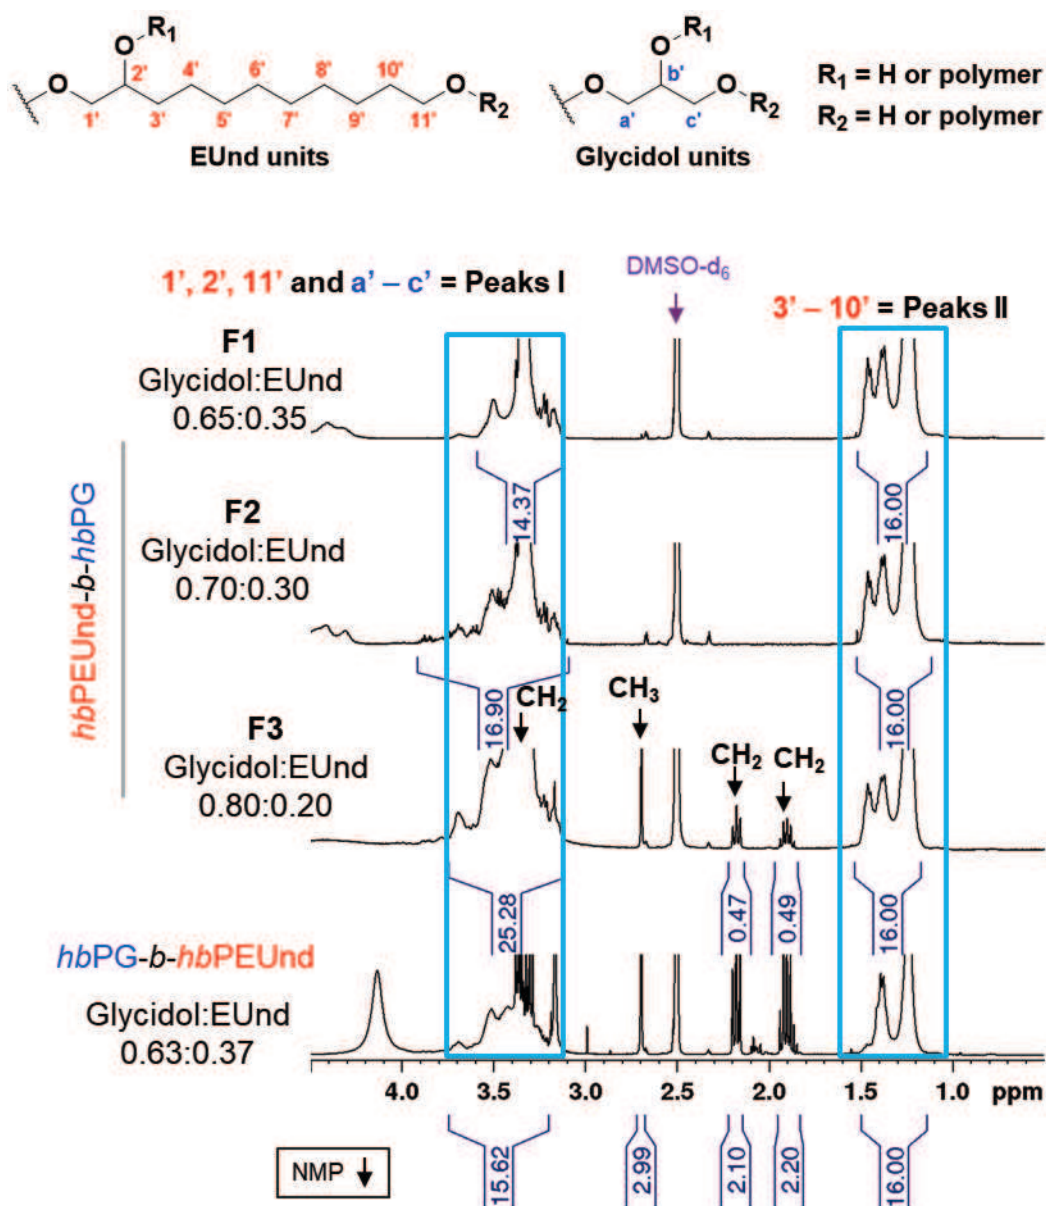 R1
O
O
2'
4'
6'
8'
10'
1'
3'
5'
7'
9'
11'
O
R2
EUnd units
R1
O
O
b'
O
a'
c'
R2
Glycidol units
R1 = H or polymer
R2 = H or polymer
1', 2', 11' and a' – c' = Peaks I
DMSO-d6
3' – 10' = Peaks II
hbPEUnd-b-hbPG
F1
Glycidol:EUnd
0.65:0.35
14.37
16.00
F2
Glycidol:EUnd
0.70:0.30
16.90
16.00
CH2
CH3
CH2
CH2
F3
Glycidol:EUnd
0.80:0.20
25.28
0.47
0.49
16.00
hbPG-b-hbPEUnd
Glycidol:EUnd
0.63:0.37
4.0 3.5 3.0 2.5 2.0 1.5 1.0 ppm
NMP
15.62
2.99
2.10
2.20
16.00